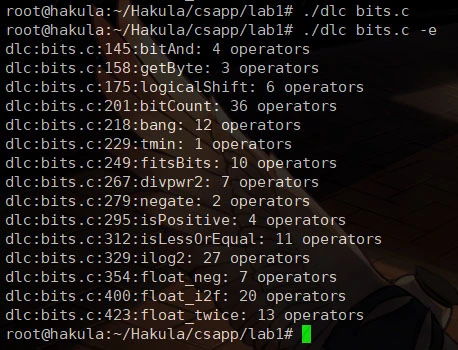 root@hakula:~/Hakula/csapp/lab1# ./dlc bits.c
root@hakula:~/Hakula/csapp/lab1# ./dlc bits.c -e
dlc:bits.c:145:bitAnd: 4 operators
dlc:bits.c:158:getByte: 3 operators
dlc:bits.c:175:logicalShift: 6 operators
dlc:bits.c:201:bitCount: 36 operators
dlc:bits.c:218:bang: 12 operators
dlc:bits.c:229:tmin: 1 operators
dlc:bits.c:249:fitsBits: 10 operators
dlc:bits.c:267:divpwr2: 7 operators
dlc:bits.c:279:negate: 2 operators
dlc:bits.c:295:isPositive: 4 operators
dlc:bits.c:312:isLessOrEqual: 11 operators
dlc:bits.c:329:ilog2: 27 operators
dlc:bits.c:354:float_neg: 7 operators
dlc:bits.c:400:float_i2f: 20 operators
dlc:bits.c:423:float_twice: 13 operators
root@hakula:~/Hakula/csapp/lab1#